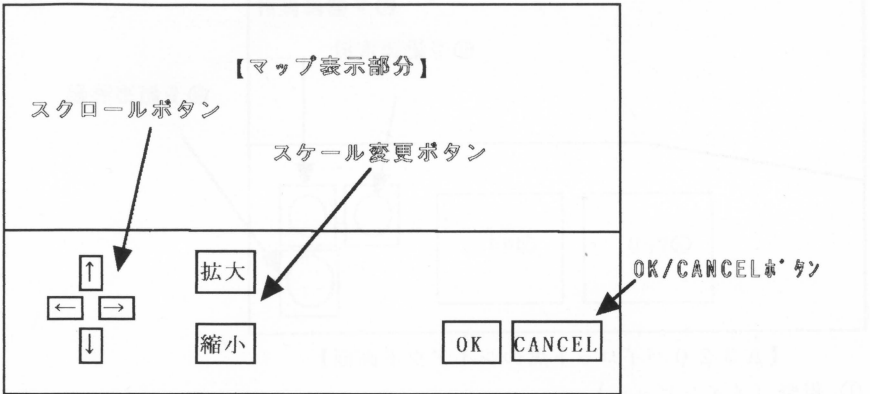 【マップ表示部分】
スクロールボタン
スケール変更ボタン
↑
← →
↓
拡大
縮小
OK CANCEL
OK/CANCELボタン